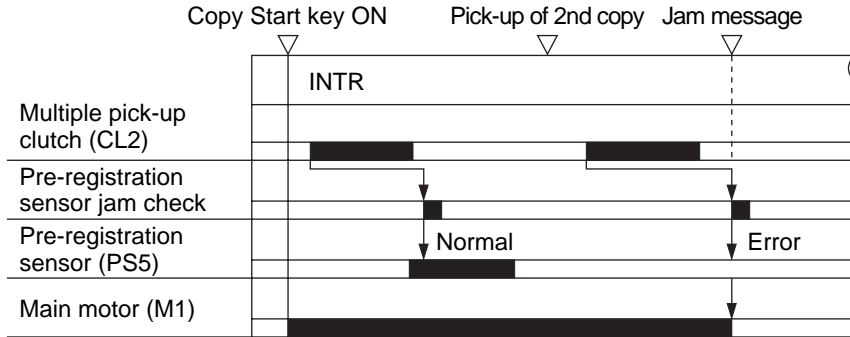 Copy Start key ON Pick-up of 2nd copy Jam message
INTR
Multiple pick-up
clutch (CL2)
Pre-registration
sensor jam check
Pre-registration
sensor (PS5)
Normal Error
Main motor (M1)